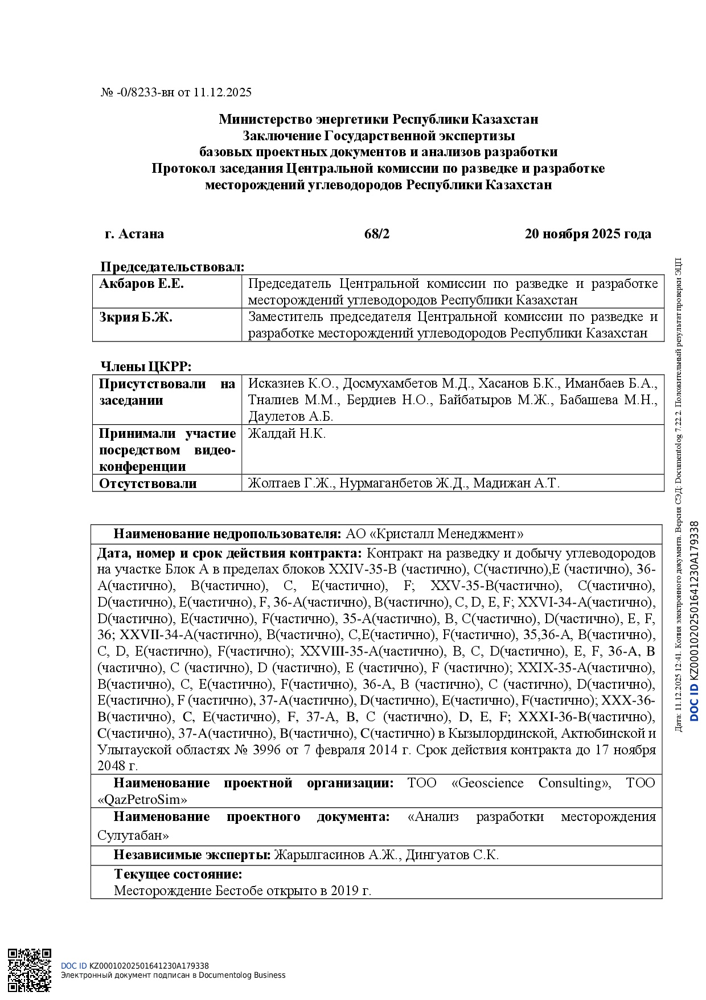 № -0/8233-вн от 11.12.2025
Министерство энергетики Республики Казахстан
Заключение Государственной экспертизы
базовых проектных документов и анализов разработки
Протокол заседания Центральной комиссии по разведке и разработке
месторождений углеводородов Республики Казахстан
г. Астана 68/2 20 ноября 2025 года
Председательствовал:
Акбаров Е.Е. Председатель Центральной комиссии по разведке и разработке
месторождений углеводородов Республики Казахстан
Зкрия Б.Ж. Заместитель председателя Центральной комиссии по разведке и
разработке месторождений углеводородов Республики Казахстан
Члены ЦКРР:
Присутствовали на
заседании
Исказиев К.О., Досмухамбетов М.Д., Хасанов Б.К., Иманбаев Б.А.,
Тналиев М.М., Бердиев Н.О., Байбатыров М.Ж., Бабашева М.Н.,
Даулетов А.Б.
Принимали участие
посредством видео-
конференции
Жалдай Н.К.
Отсутствовали Жолтаев Г.Ж., Нурмаганбетов Ж.Д., Мадижан А.Т.
Наименование недропользователя: АО «Кристалл Менеджмент»
Дата, номер и срок действия контракта: Контракт на разведку и добычу углеводородов
на участке Блок А в пределах блоков XXIV-35-В (частично), С(частично),Е (частично), 36-
А(частично), В(частично), С, Е(частично), F; XXV-35-В(частично), С(частично),
D(частично), Е(частично), F, 36-А(частично), В(частично), С, D, Е, F; XXVI-34-А(частично),
D(частично), Е(частично), F(частично), 35-А(частично), В, С(частично), D(частично), Е, F,
36; XXVII-34-А(частично), В(частично), С,Е(частично), F(частично), 35,36-А, В(частично),
С, D, Е(частично), F(частично); XXVIII-35-А(частично), В, С, D(частично), Е, F, 36-А, В
(частично), С (частично), D (частично), Е (частично), F (частично); XXIX-35-А(частично),
В(частично), С, Е(частично), F(частично), 36-А, В (частично), С (частично), D(частично),
Е(частично), F (частично), 37-А(частично), D(частично), Е(частично), F(частично); XXX-36-
В(частично), С, Е(частично), F, 37-А, В, С (частично), D, Е, F; XXXI-36-В(частично),
С(частично), 37-А(частично), В(частично), С(частично) в Кызылординской, Актюбинской и
Улытауской областях № 3996 от 7 февраля 2014 г. Срок действия контракта до 17 ноября
2048 г.
Наименование проектной организации: ТОО «Geoscience Consulting», ТОО
«QazPetroSim»
Наименование проектного документа: «Анализ разработки месторождения
Сулутабан»
Независимые эксперты: Жарылгасинов А.Ж., Дингуатов С.К.
Текущее состояние:
Месторождение Бестобе открыто в 2019 г.
Дата: 11.12.2025 12:41. Копия электронного документа. Версия СЭД: Documentolog 7.22.2. Положительный результат проверки ЭЦП
DOC ID KZ00010202501641230A179338
DOC ID KZ00010202501641230A179338
Электронный документ подписан в Documentolog Business